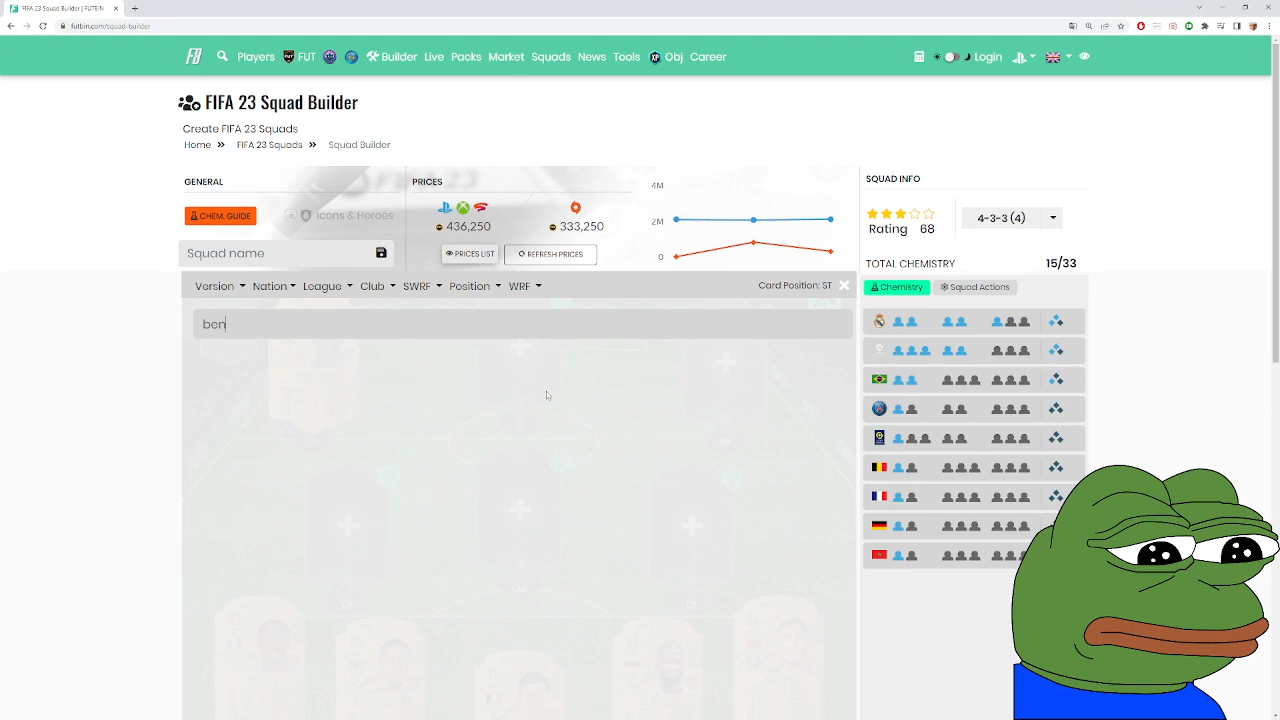 FIFA 23 Squad Builder | FUTBIN
futbin.com/squad-builder
Players FUT Builder Live Packs Market Squads News Tools XP Obj Career Login
FIFA 23 Squad Builder
Create FIFA 23 Squads
Home » FIFA 23 Squads » Squad Builder
GENERAL
CHEM. GUIDE Icons & Heroes
Squad name
PRICES
436,250 333,250
PRICES LIST REFRESH PRICES
4M
2M
0
SQUAD INFO
Rating 68
4-3-3 (4)
TOTAL CHEMISTRY 15/33
Version Nation League Club SWRF Position WRF Card Position: ST
Chemistry Squad Actions
ben